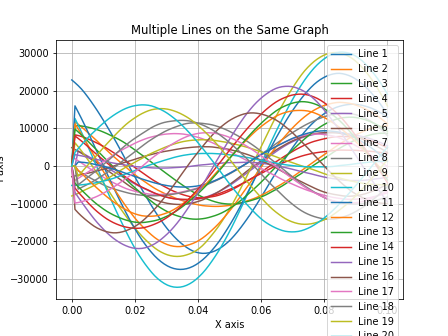 Multiple Lines on the Same Graph
30000
20000
10000
0
−10000
−20000
−30000
0.00
0.02
0.04
0.06
X axis
Line 1
Line 2
Line 3
Line 4
Line 5
Line 6
Line 7
Line 8
Line 9
Line 10
Line 11
Line 12
Line 13
Line 14
Line 15
Line 16
Line 17
Line 18
Line 19
Line 20